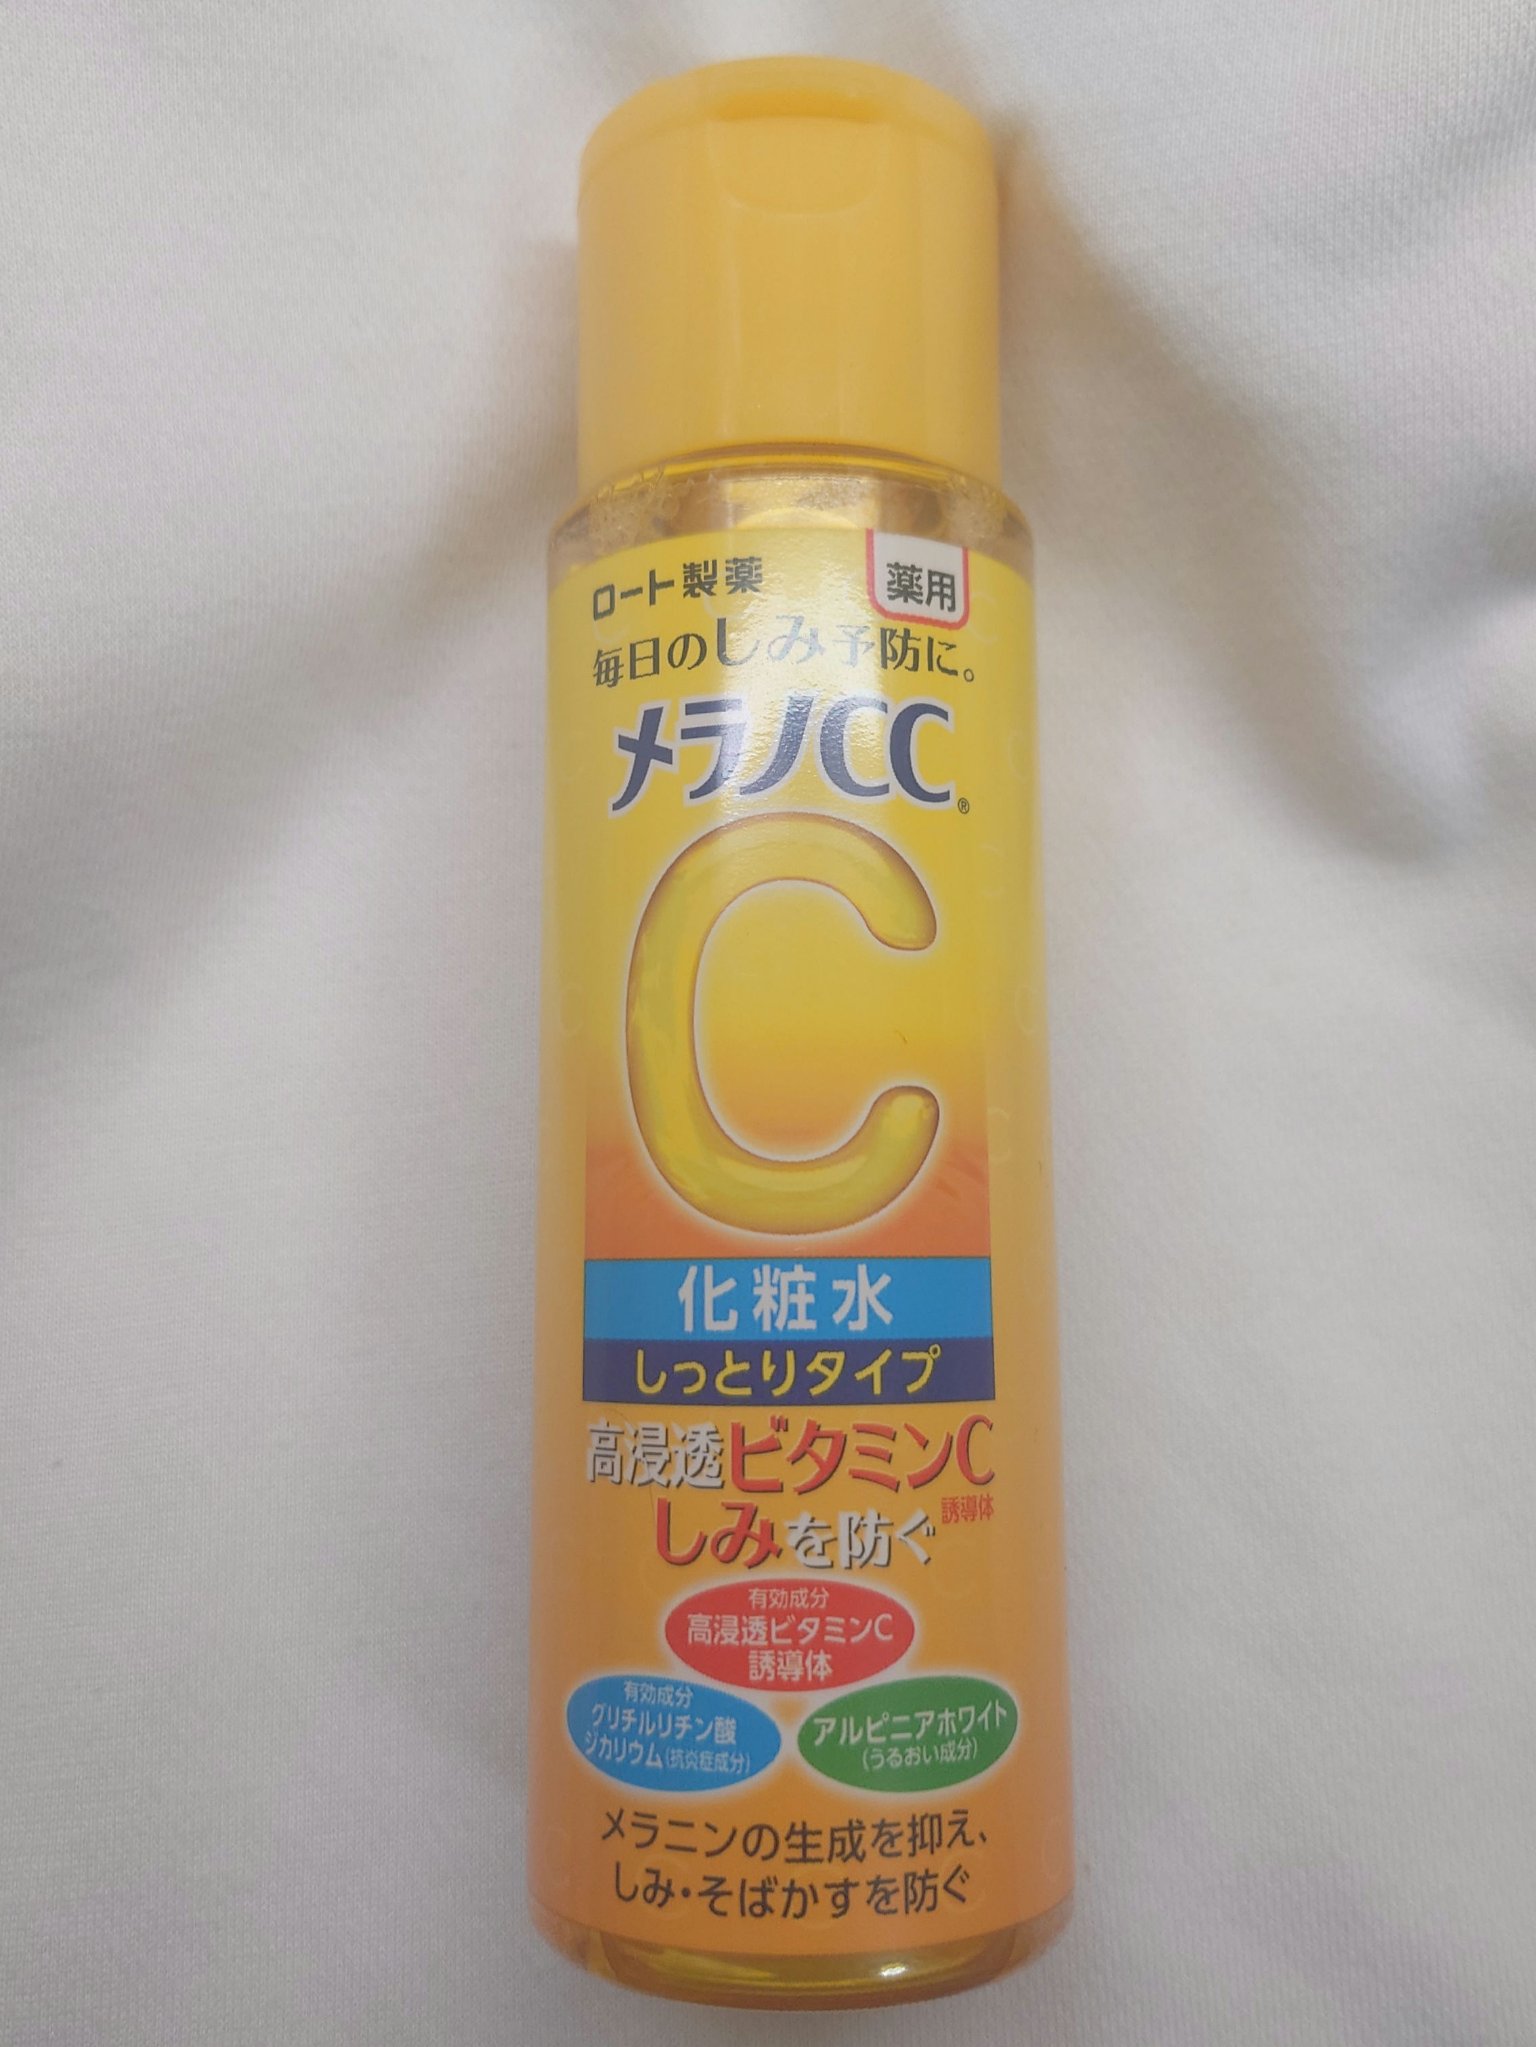 ロート製薬
薬用
毎日のしみ予防に。
メラノCC®
C
化粧水
しっとりタイプ
高浸透ビタミンC
誘導体
しみを防ぐ
有効成分
高浸透ビタミンC
誘導体
有効成分
グリチルリチン酸
ジカリウム(抗炎症成分)
アルピニアホワイト
(うるおい成分)
メラニンの生成を抑え、
しみ・そばかすを防ぐ